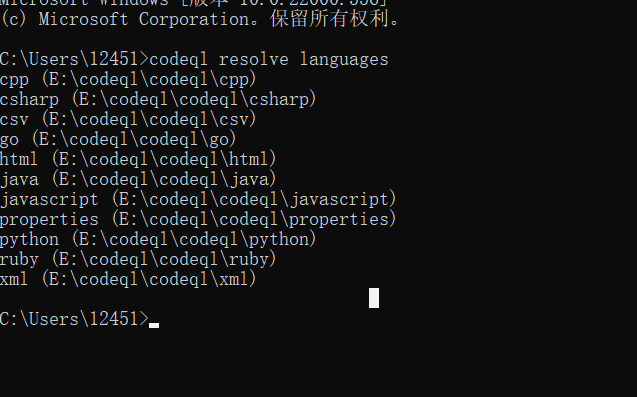 Microsoft Windows [版本 10.0.22000.556]
(c) Microsoft Corporation。保留所有权利。
C:\Users\12451>codeql resolve languages
cpp (E:\codeql\codeql\cpp)
csharp (E:\codeql\codeql\csharp)
csv (E:\codeql\codeql\csv)
go (E:\codeql\codeql\go)
html (E:\codeql\codeql\html)
java (E:\codeql\codeql\java)
javascript (E:\codeql\codeql\javascript)
properties (E:\codeql\codeql\properties)
python (E:\codeql\codeql\python)
ruby (E:\codeql\codeql\ruby)
xml (E:\codeql\codeql\xml)
C:\Users\12451>